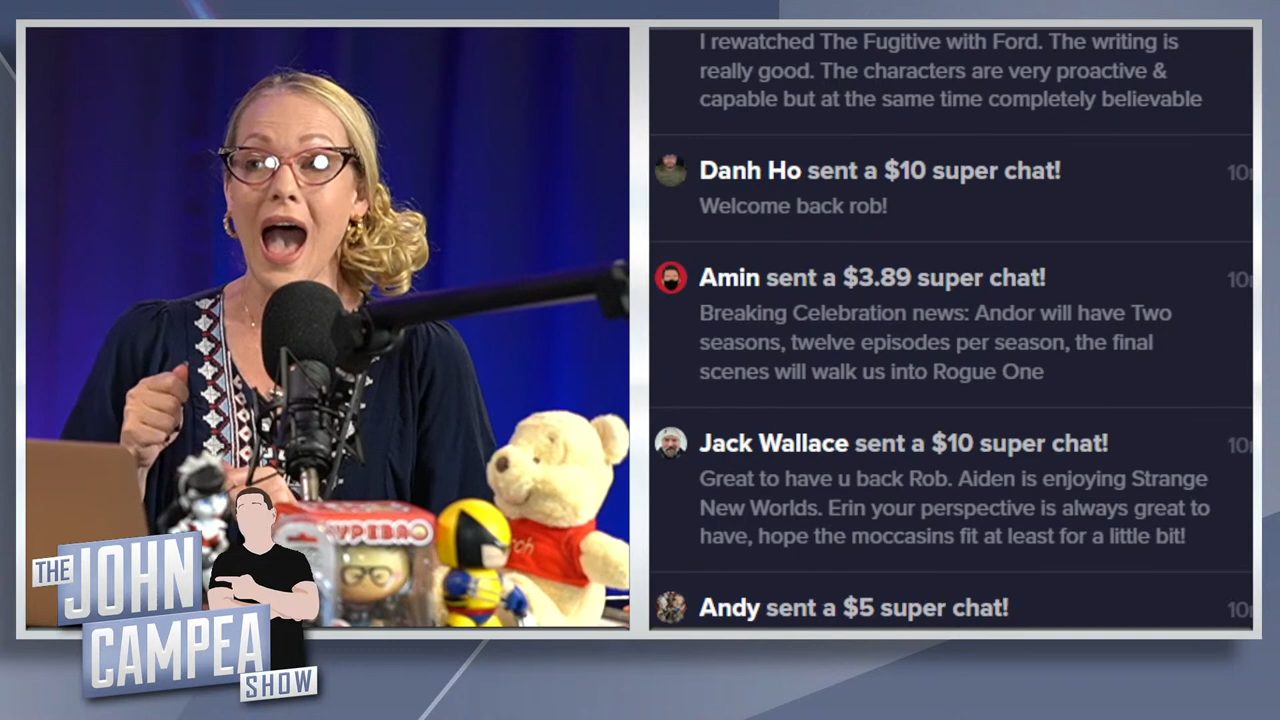 I rewatched The Fugitive with Ford. The writing is
really good. The characters are very proactive &
capable but at the same time completely believable
Danh Ho sent a $10 super chat!
10
Welcome back rob!
Amin sent a $3.89 super chat!
10
Breaking Celebration news: Andor will have Two
seasons, twelve episodes per season, the final
scenes will walk us into Rogue One
Jack Wallace sent a $10 super chat!
10
Great to have u back Rob. Aiden is enjoying Strange
New Worlds. Erin your perspective is always great to
have, hope the moccasins fit at least for a little bit!
Andy sent a $5 super chat!
10
THE
JOHN
CAMPEA
SHOW